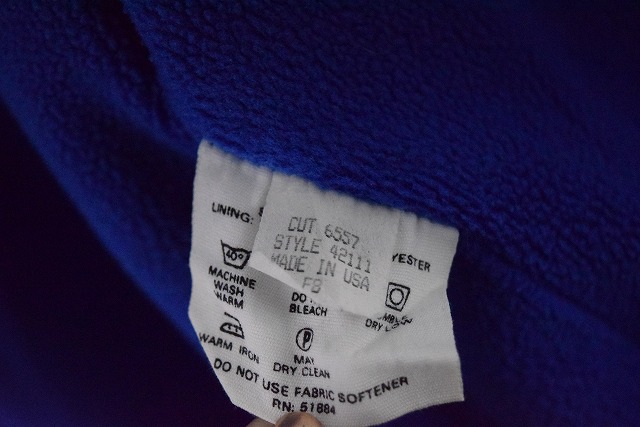 LINING:
CUT 6557
STYLE 42111
MADE IN USA
F8
YESTER
40°
MACHINE
WASH
WARM
DO
BLEACH
DRY
WARM IRON
P
MAY
DRY CLEAN
DO NOT USE FABRIC SOFTENER
RN: 51884